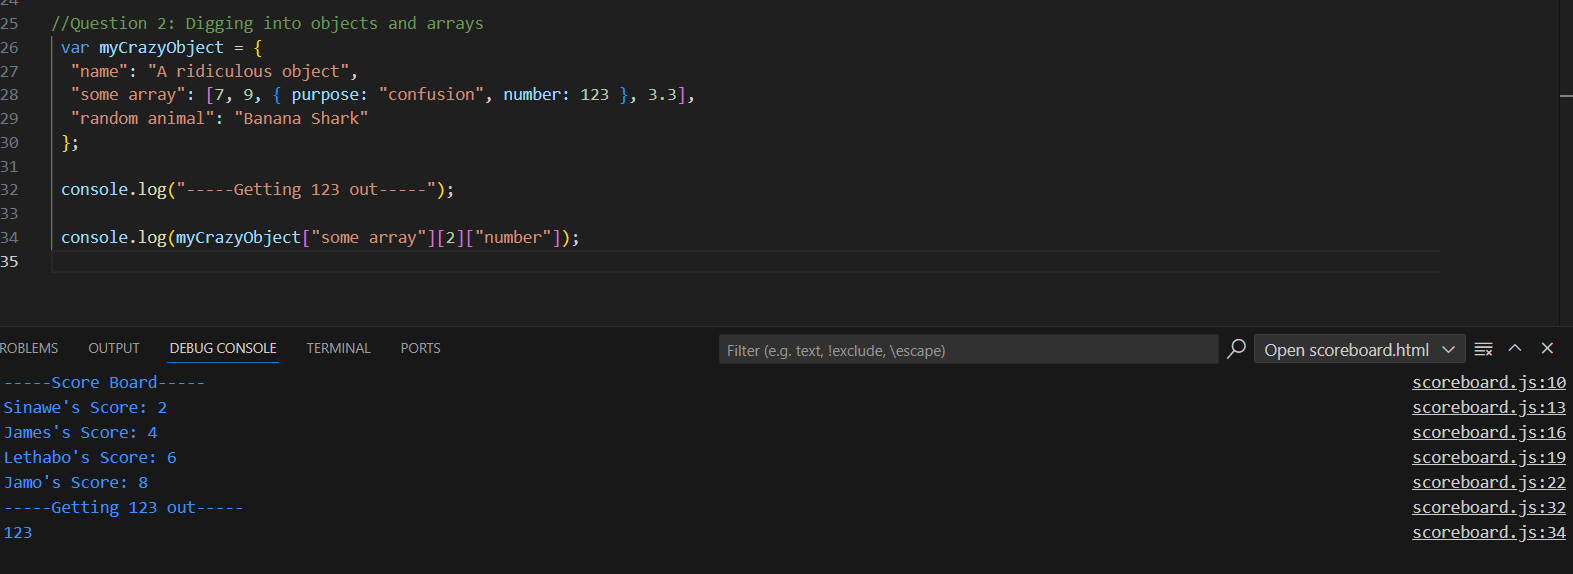 24
25 //Question 2: Digging into objects and arrays
26 var myCrazyObject = {
27 "name": "A ridiculous object",
28 "some array": [7, 9, { purpose: "confusion", number: 123 }, 3.3],
29 "random animal": "Banana Shark"
30 };
31
32 console.log("-----Getting 123 out-----");
33
34 console.log(myCrazyObject["some array"][2]["number"]);
35
ROBLEMS OUTPUT DEBUG CONSOLE TERMINAL PORTS Filter (e.g. text, !exclude, \escape) Open scoreboard.html
-----Score Board----- scoreboard.js:10
Sinawe's Score: 2 scoreboard.js:13
James's Score: 4 scoreboard.js:16
Lethabo's Score: 6 scoreboard.js:19
Jamo's Score: 8 scoreboard.js:22
-----Getting 123 out----- scoreboard.js:32
123 scoreboard.js:34